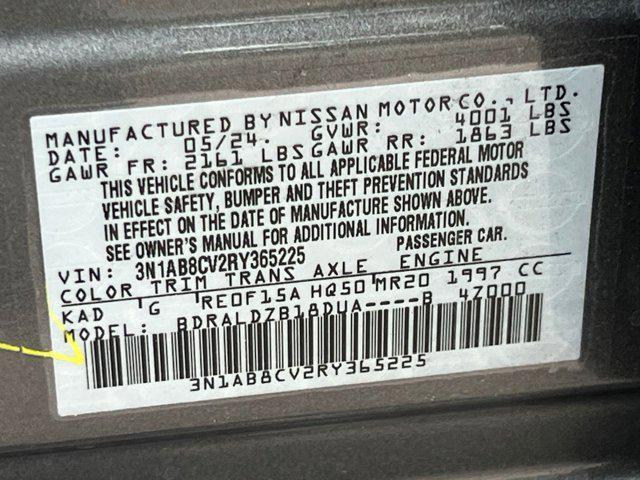 MANUFACTURED BY NISSAN MOTOR CO., LTD.
DATE: 05/24. GVWR: 4001 LBS
GAWR FR: 2161 LBS GAWR RR: 1863 LBS
THIS VEHICLE CONFORMS TO ALL APPLICABLE FEDERAL MOTOR
VEHICLE SAFETY, BUMPER AND THEFT PREVENTION STANDARDS
IN EFFECT ON THE DATE OF MANUFACTURE SHOWN ABOVE.
SEE OWNER'S MANUAL FOR ADDITIONAL INFORMATION.
VIN: 3N1AB8CV2RY365225 PASSENGER CAR.
COLOR TRIM TRANS AXLE ENGINE
KAD G RE0F15A HQ50 MR20 1997 CC
MODEL: BDRALDZB18DUA----B 4Z000
3N1AB8CV2RY365225